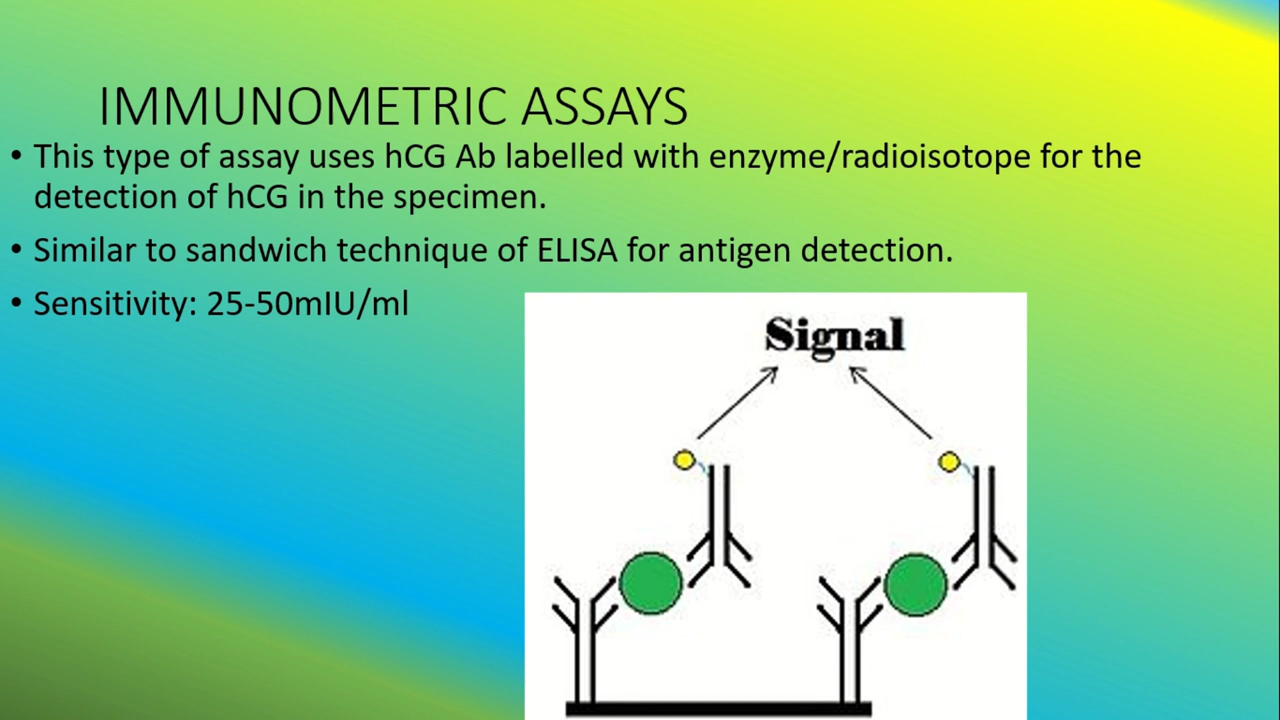 IMMUNOMETRIC ASSAYS
• This type of assay uses hCG Ab labelled with enzyme/radioisotope for the
detection of hCG in the specimen.
• Similar to sandwich technique of ELISA for antigen detection.
• Sensitivity: 25-50mIU/ml
Signal